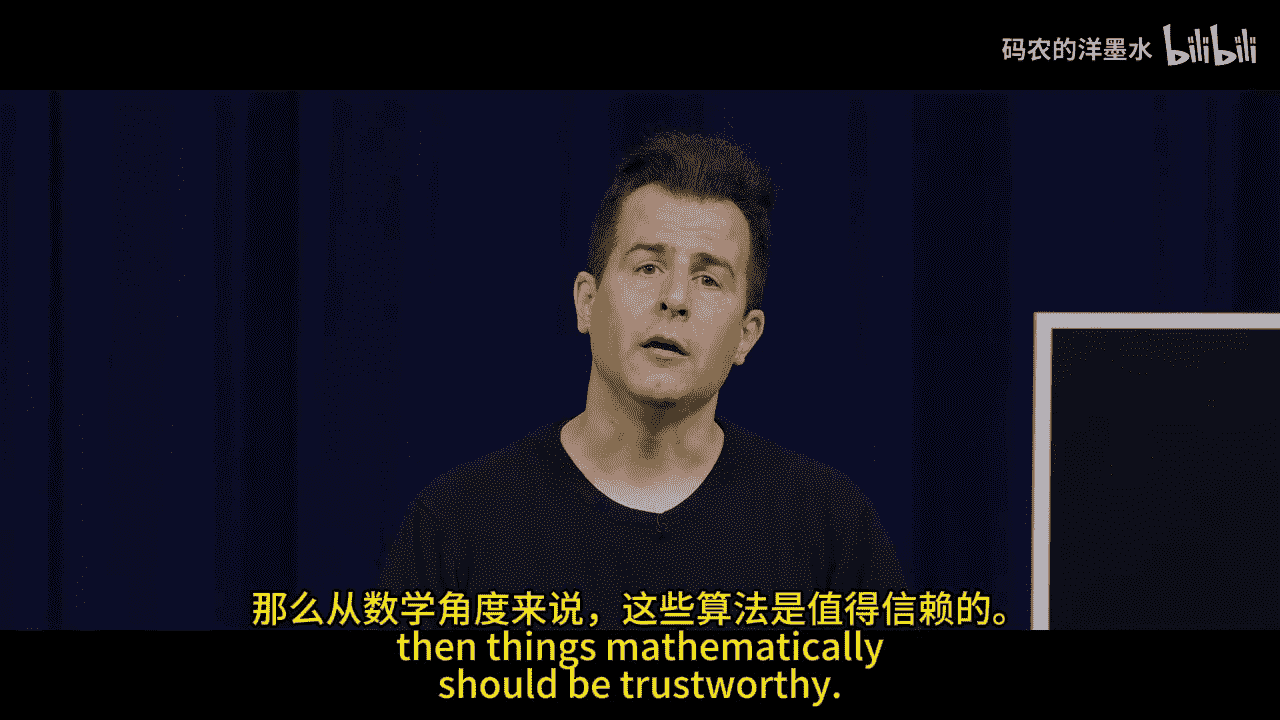 码农的洋墨水 bilibili
那么从数学角度来说，这些算法是值得信赖的。
then things mathematically
should be trustworthy.